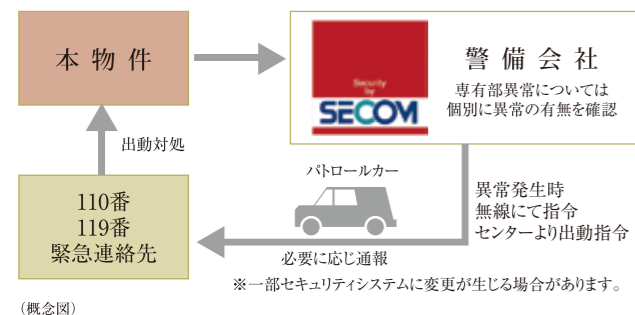 本物件
Security
by
SECOM
警備会社
専有部異常については
個別に異常の有無を確認
出動対処
110番
119番
緊急連絡先
パトロールカー
異常発生時
無線にて指令
センターより出動指令
必要に応じ通報
※一部セキュリティシステムに変更が生じる場合があります。
（概念図）